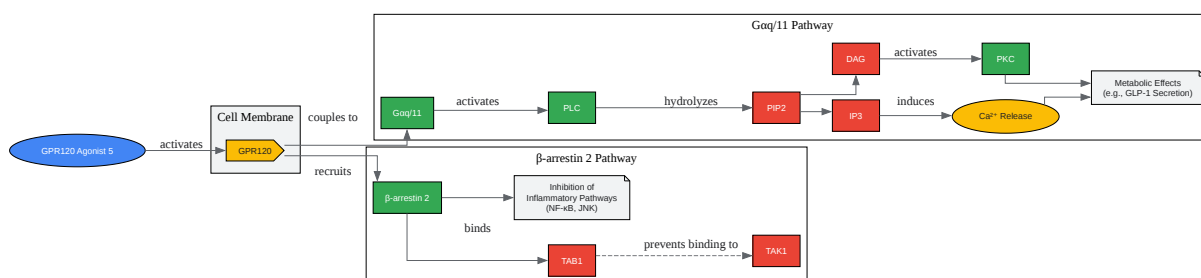 Gαq/11 Pathway
DAG
activates
PKC
Metabolic Effects
(e.g., GLP-1 Secretion)
Gαq/11
activates
PLC
hydrolyzes
PIP2
IP3
induces
Ca²⁺ Release
Cell Membrane
couples to
GPR120 Agonist 5
activates
GPR120
recruits
β-arrestin 2 Pathway
β-arrestin 2
Inhibition of
Inflammatory Pathways
(NF-κB, JNK)
binds
TAB1
prevents binding to
TAK1